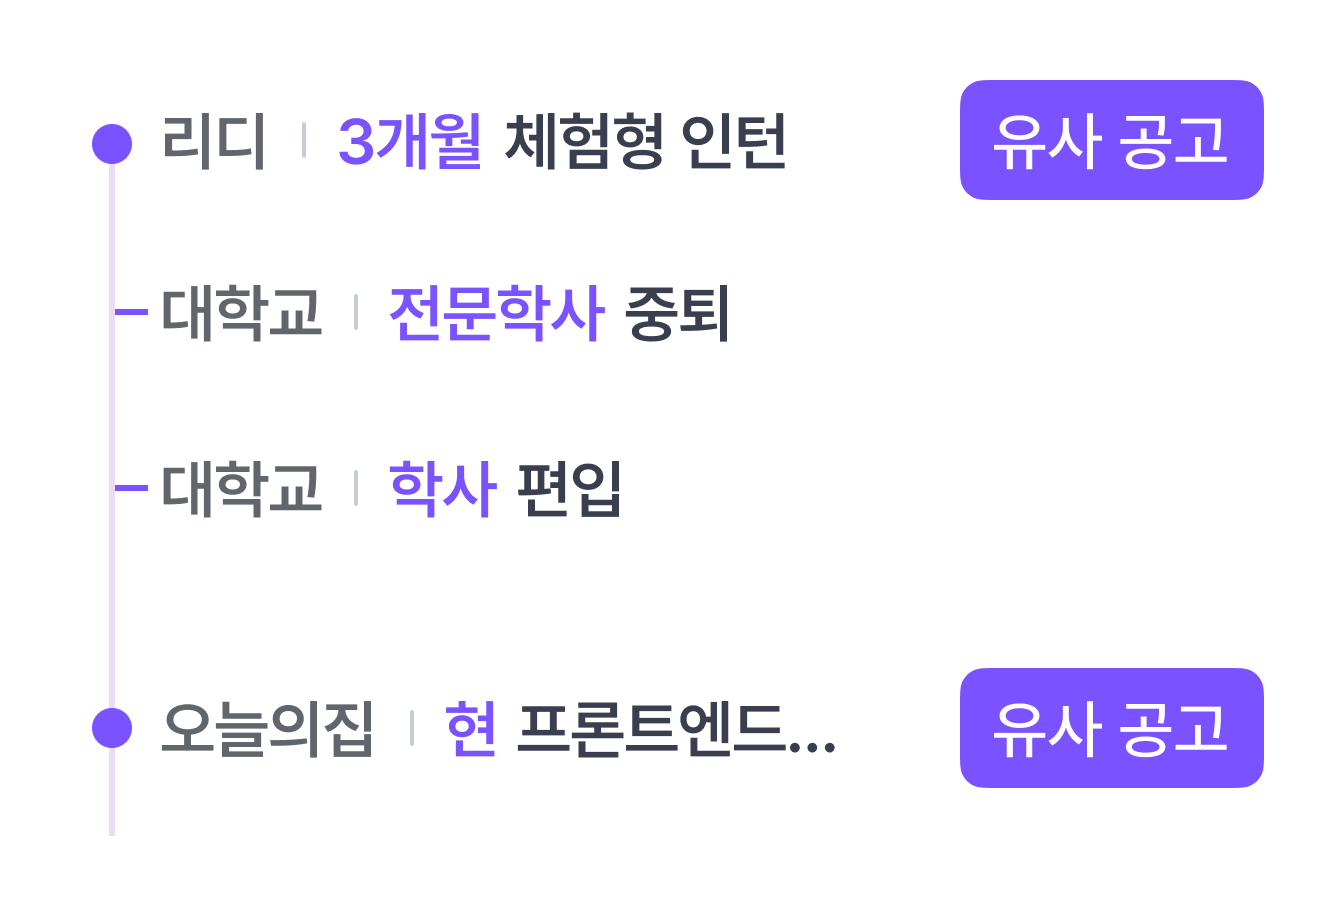 리디 | 3개월 체험형 인턴 유사 공고
대학교 | 전문학사 중퇴
대학교 | 학사 편입
오늘의집 | 현 프론트엔드... 유사 공고